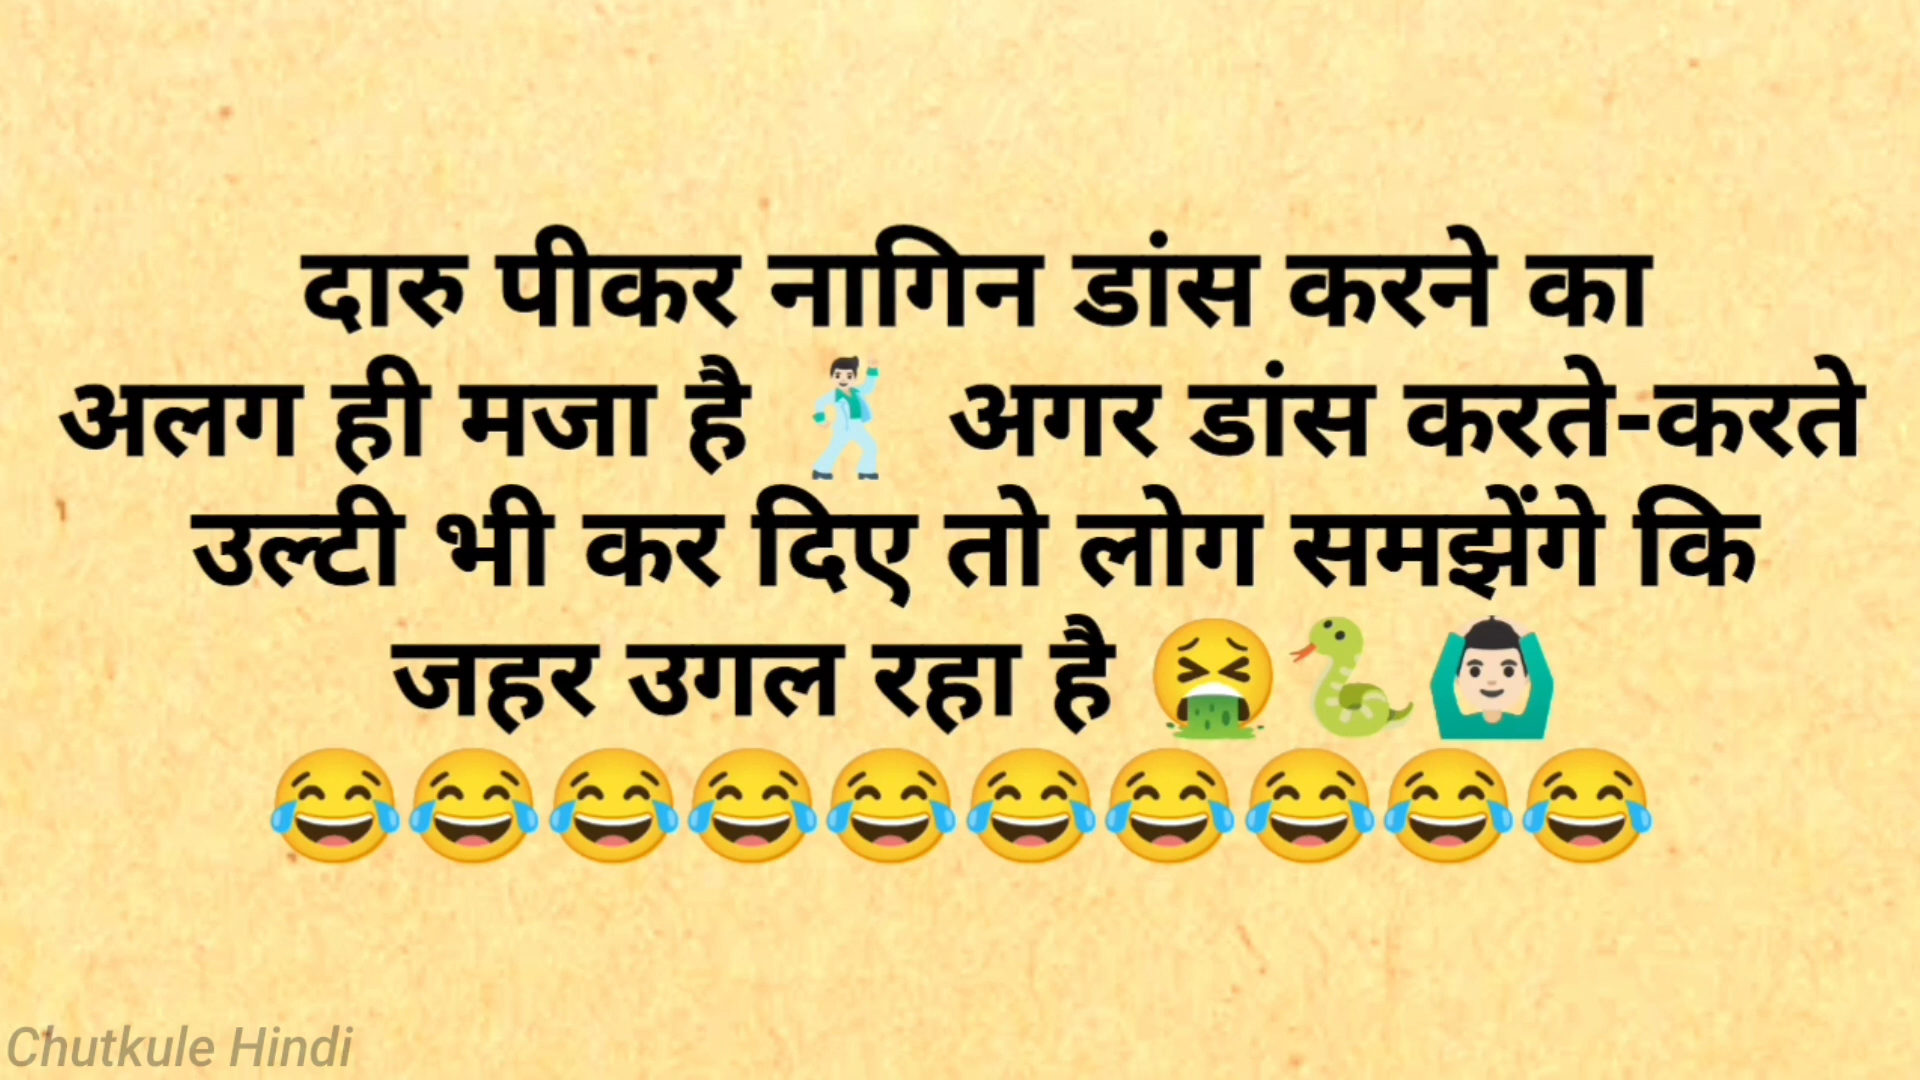 दारु पीकर नागिन डांस करने का
अलग ही मजा है 🕺🏻 अगर डांस करते-करते
उल्टी भी कर दिए तो लोग समझेंगे कि
जहर उगल रहा है 🤮🐍🙆🏻‍♂️
😂😂😂😂😂😂😂😂😂😂
Chutkule Hindi